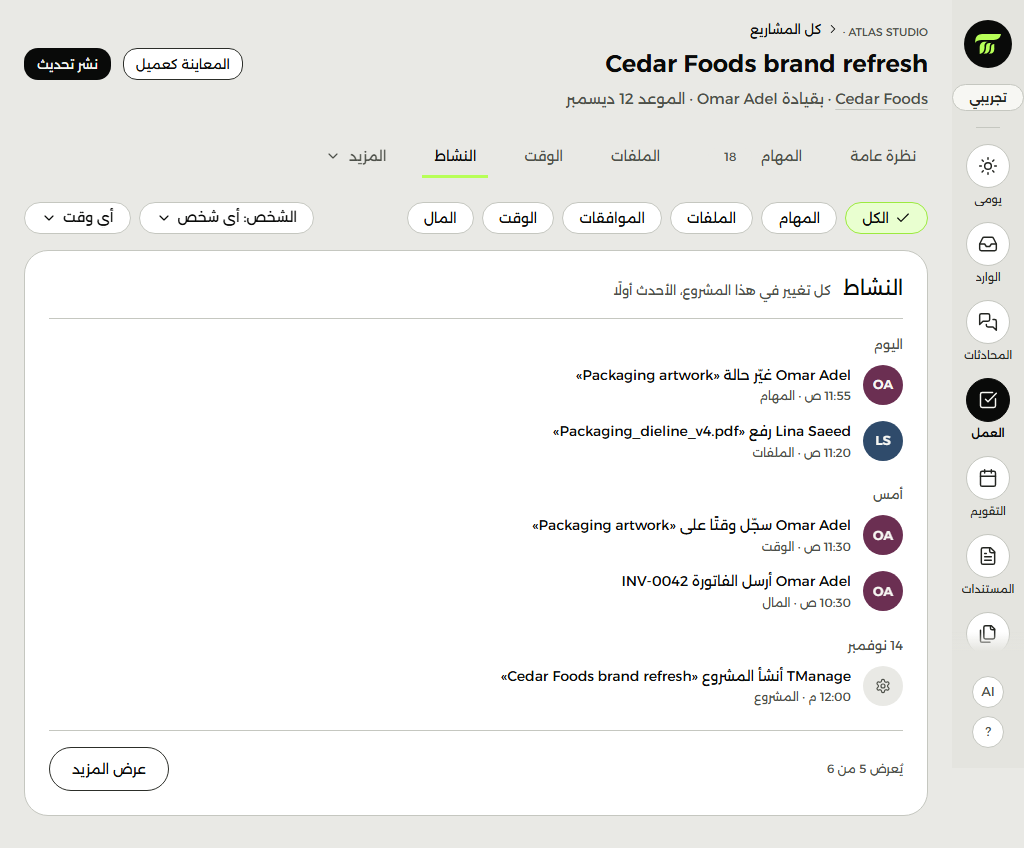 ATLAS STUDIO · كل المشاريع
Cedar Foods brand refresh
Cedar Foods · بقيادة Omar Adel · الموعد 12 ديسمبر
المعاينة كعميل
نشر تحديث
نظرة عامة
المهام 18
الملفات
الوقت
النشاط
المزيد
الكل
المهام
الملفات
الموافقات
الوقت
المال
الشخص: أي شخص
أي وقت
النشاط
كل تغيير في هذا المشروع، الأحدث أولًا
اليوم
OA
Omar Adel غيّر حالة «Packaging artwork»
11:55 ص · المهام
LS
Lina Saeed رفع «Packaging_dieline_v4.pdf»
11:20 ص · الملفات
أمس
OA
Omar Adel سجّل وقتًا على «Packaging artwork»
11:30 ص · الوقت
OA
Omar Adel أرسل الفاتورة INV-0042
10:30 ص · المال
14 نوفمبر
TManage أنشأ المشروع «Cedar Foods brand refresh»
12:00 م · المشروع
يُعرض 5 من 6
عرض المزيد
تجريبي
يومي
الوارد
المحادثات
العمل
التقويم
المستندات
AI
?